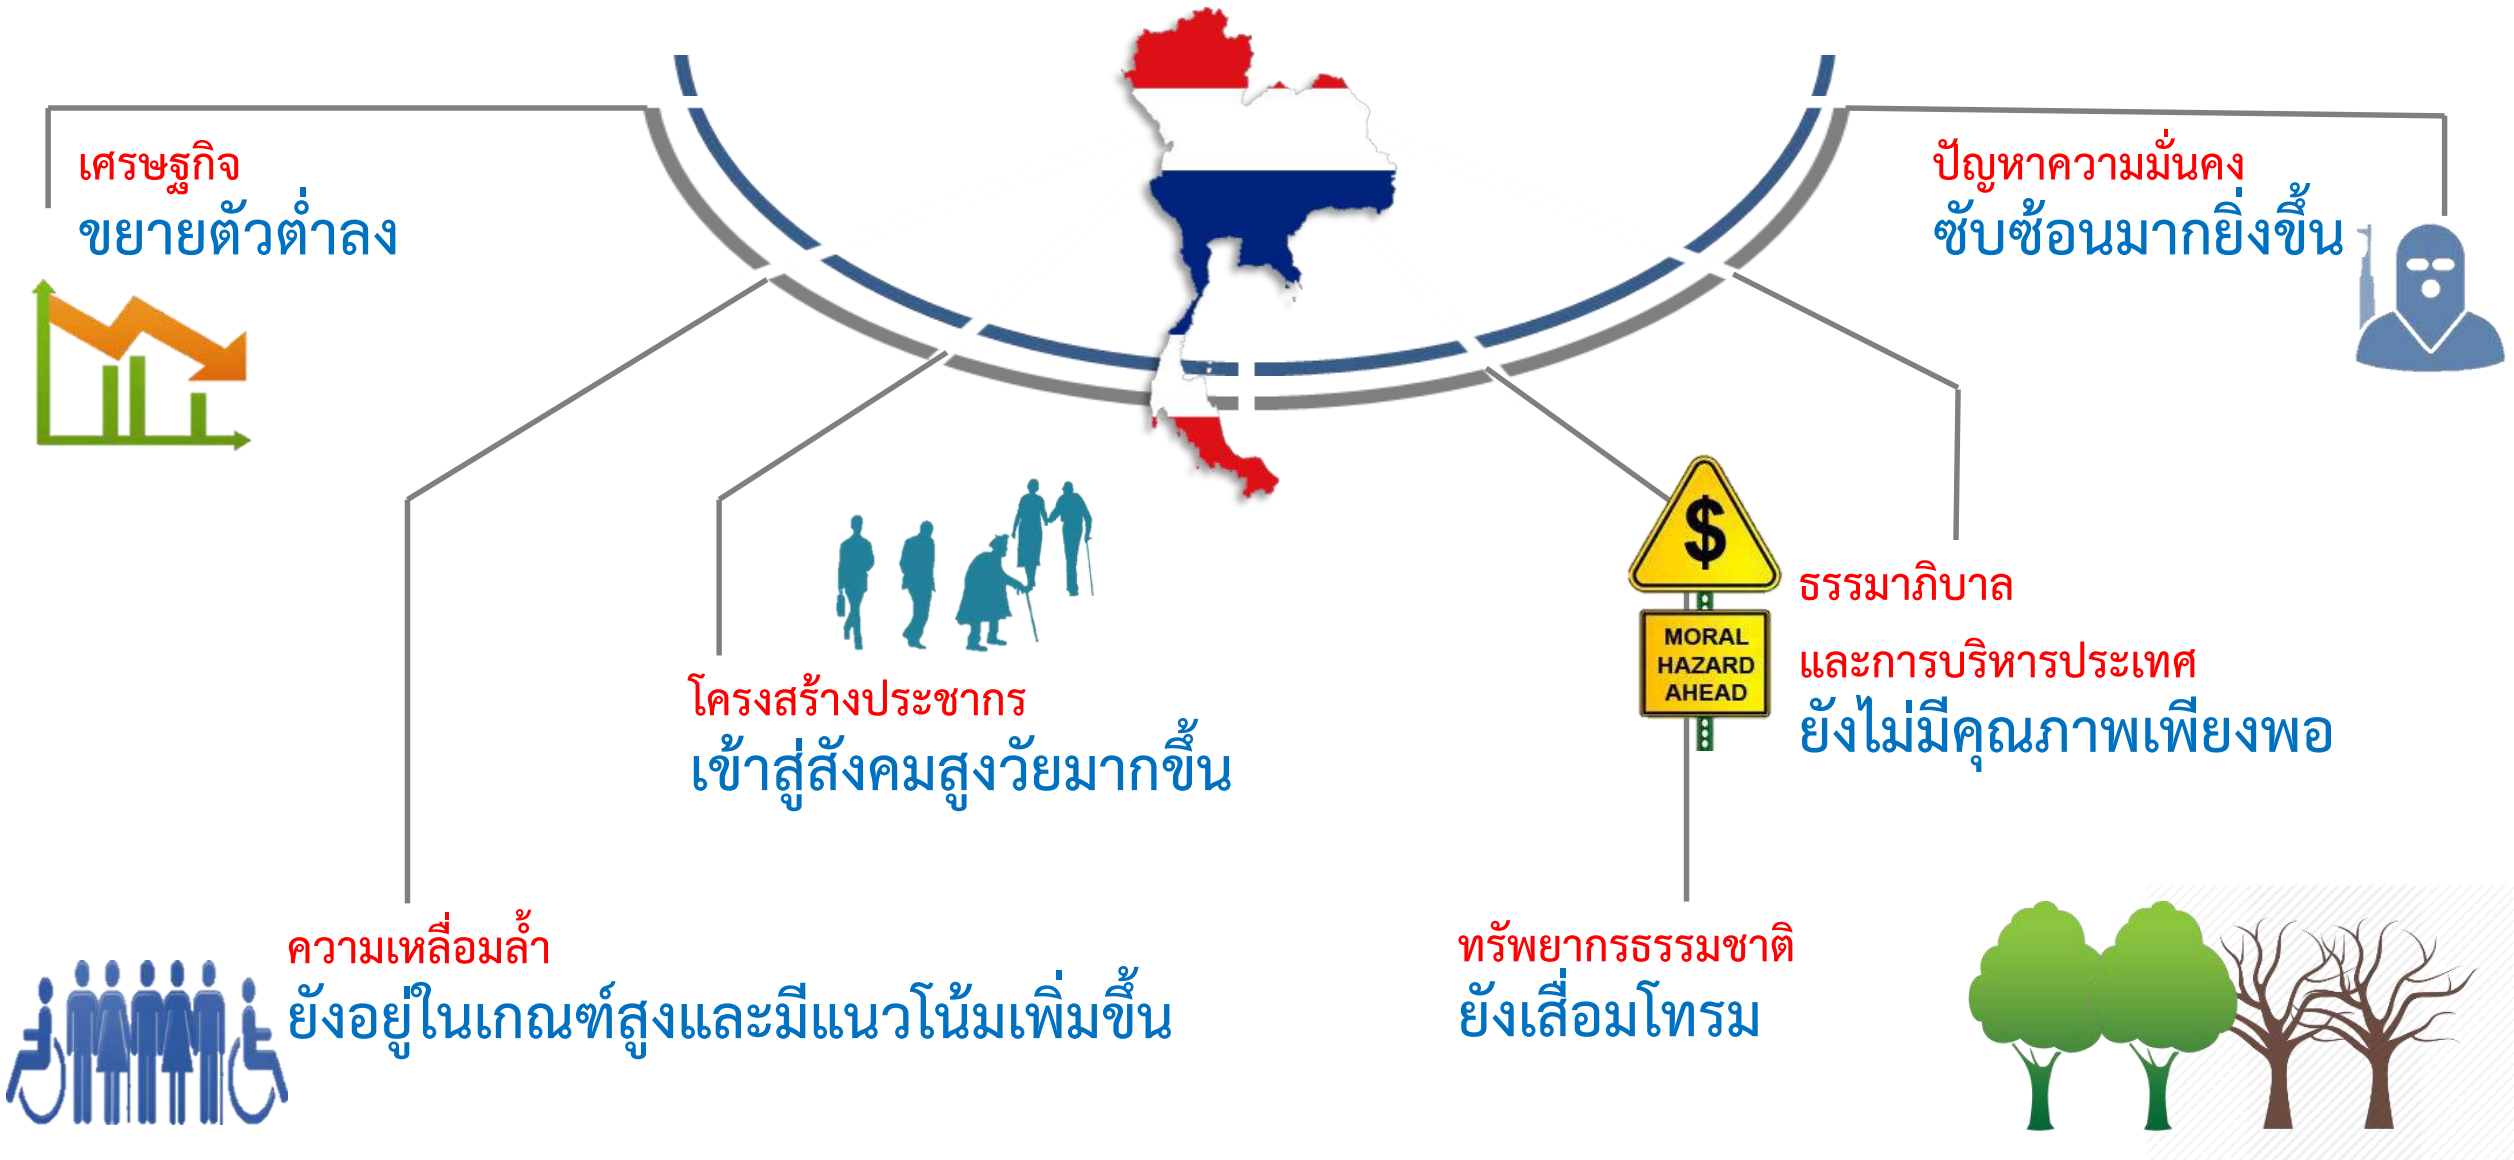 เศรษฐกิจ
ขยายตัวต่ำลง
ปัญหาความมั่นคง
ซับซ้อนมากยิ่งขึ้น
$
MORAL
HAZARD
AHEAD
ธรรมาภิบาล
และการบริหารประเทศ
ยังไม่มีคุณภาพเพียงพอ
โครงสร้างประชากร
เข้าสู่สังคมสูงวัยมากขึ้น
ความเหลื่อมล้ำ
ยังอยู่ในเกณฑ์สูงและมีแนวโน้มเพิ่มขึ้น
ทรัพยากรธรรมชาติ
ยังเสื่อมโทรม